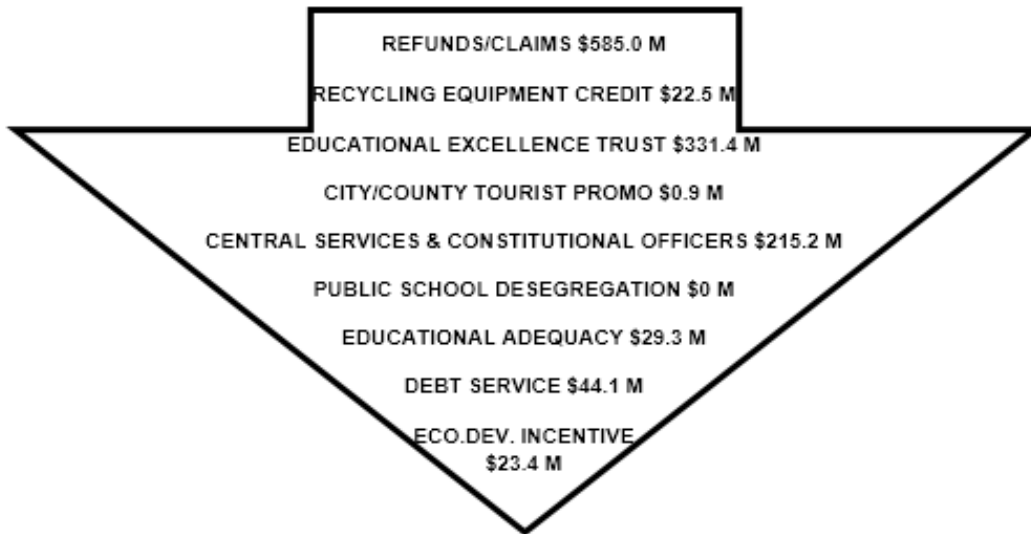 REFUNDS/CLAIMS $585.0 M
RECYCLING EQUIPMENT CREDIT $22.5 M
EDUCATIONAL EXCELLENCE TRUST $331.4 M
CITY/COUNTY TOURIST PROMO $0.9 M
CENTRAL SERVICES & CONSTITUTIONAL OFFICERS $215.2 M
PUBLIC SCHOOL DESEGREGATION $0 M
EDUCATIONAL ADEQUACY $29.3 M
DEBT SERVICE $44.1 M
ECO.DEV. INCENTIVE
$23.4 M